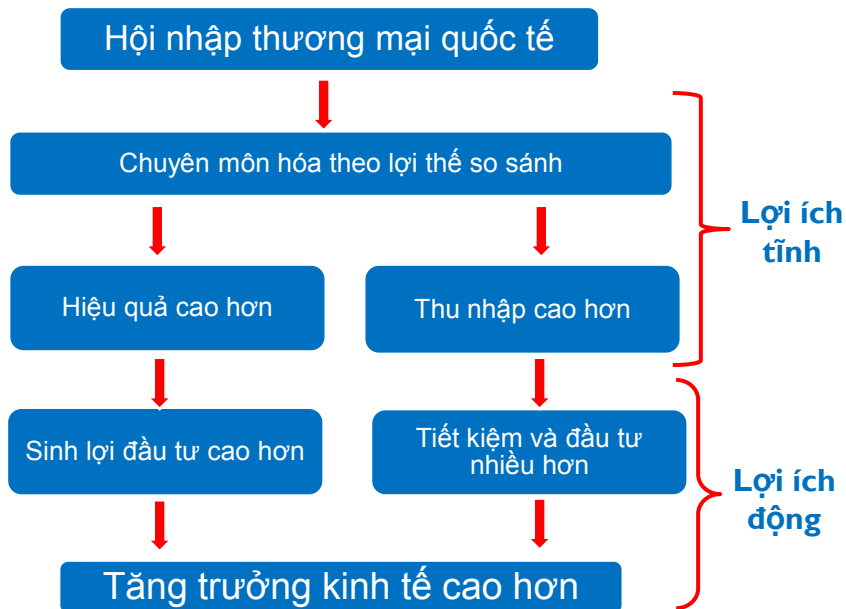 Hội nhập thương mại quốc tế
Chuyên môn hóa theo lợi thế so sánh
Lợi ích
tĩnh
Hiệu quả cao hơn
Thu nhập cao hơn
Sinh lợi đầu tư cao hơn
Tiết kiệm và đầu tư
nhiều hơn
Lợi ích
động
Tăng trưởng kinh tế cao hơn